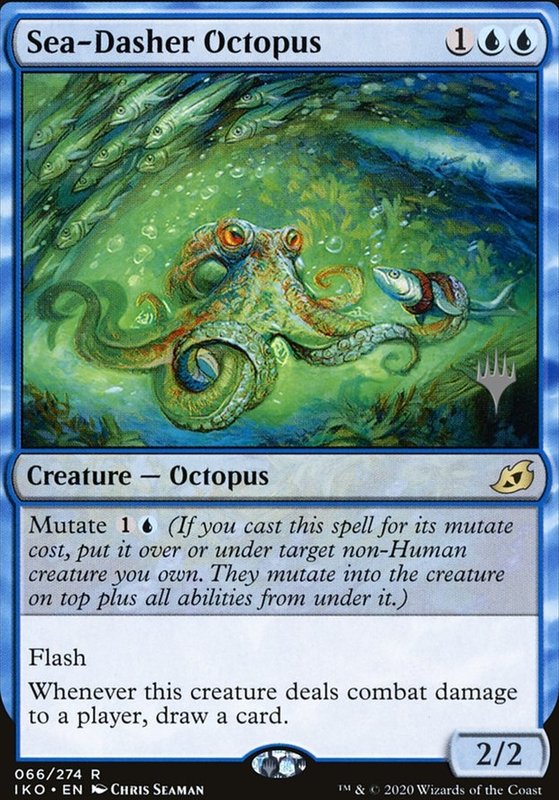 Sea-Dasher Octopus 1
Creature — Octopus
Mutate 1 (If you cast this spell for its mutate
cost, put it over or under target non-Human
creature you own. They mutate into the creature
on top plus all abilities from under it.)
Flash
Whenever this creature deals combat damage
to a player, draw a card.
2/2
066/274 R
IKO • EN Chris Seaman
™ & © 2020 Wizards of the Coast